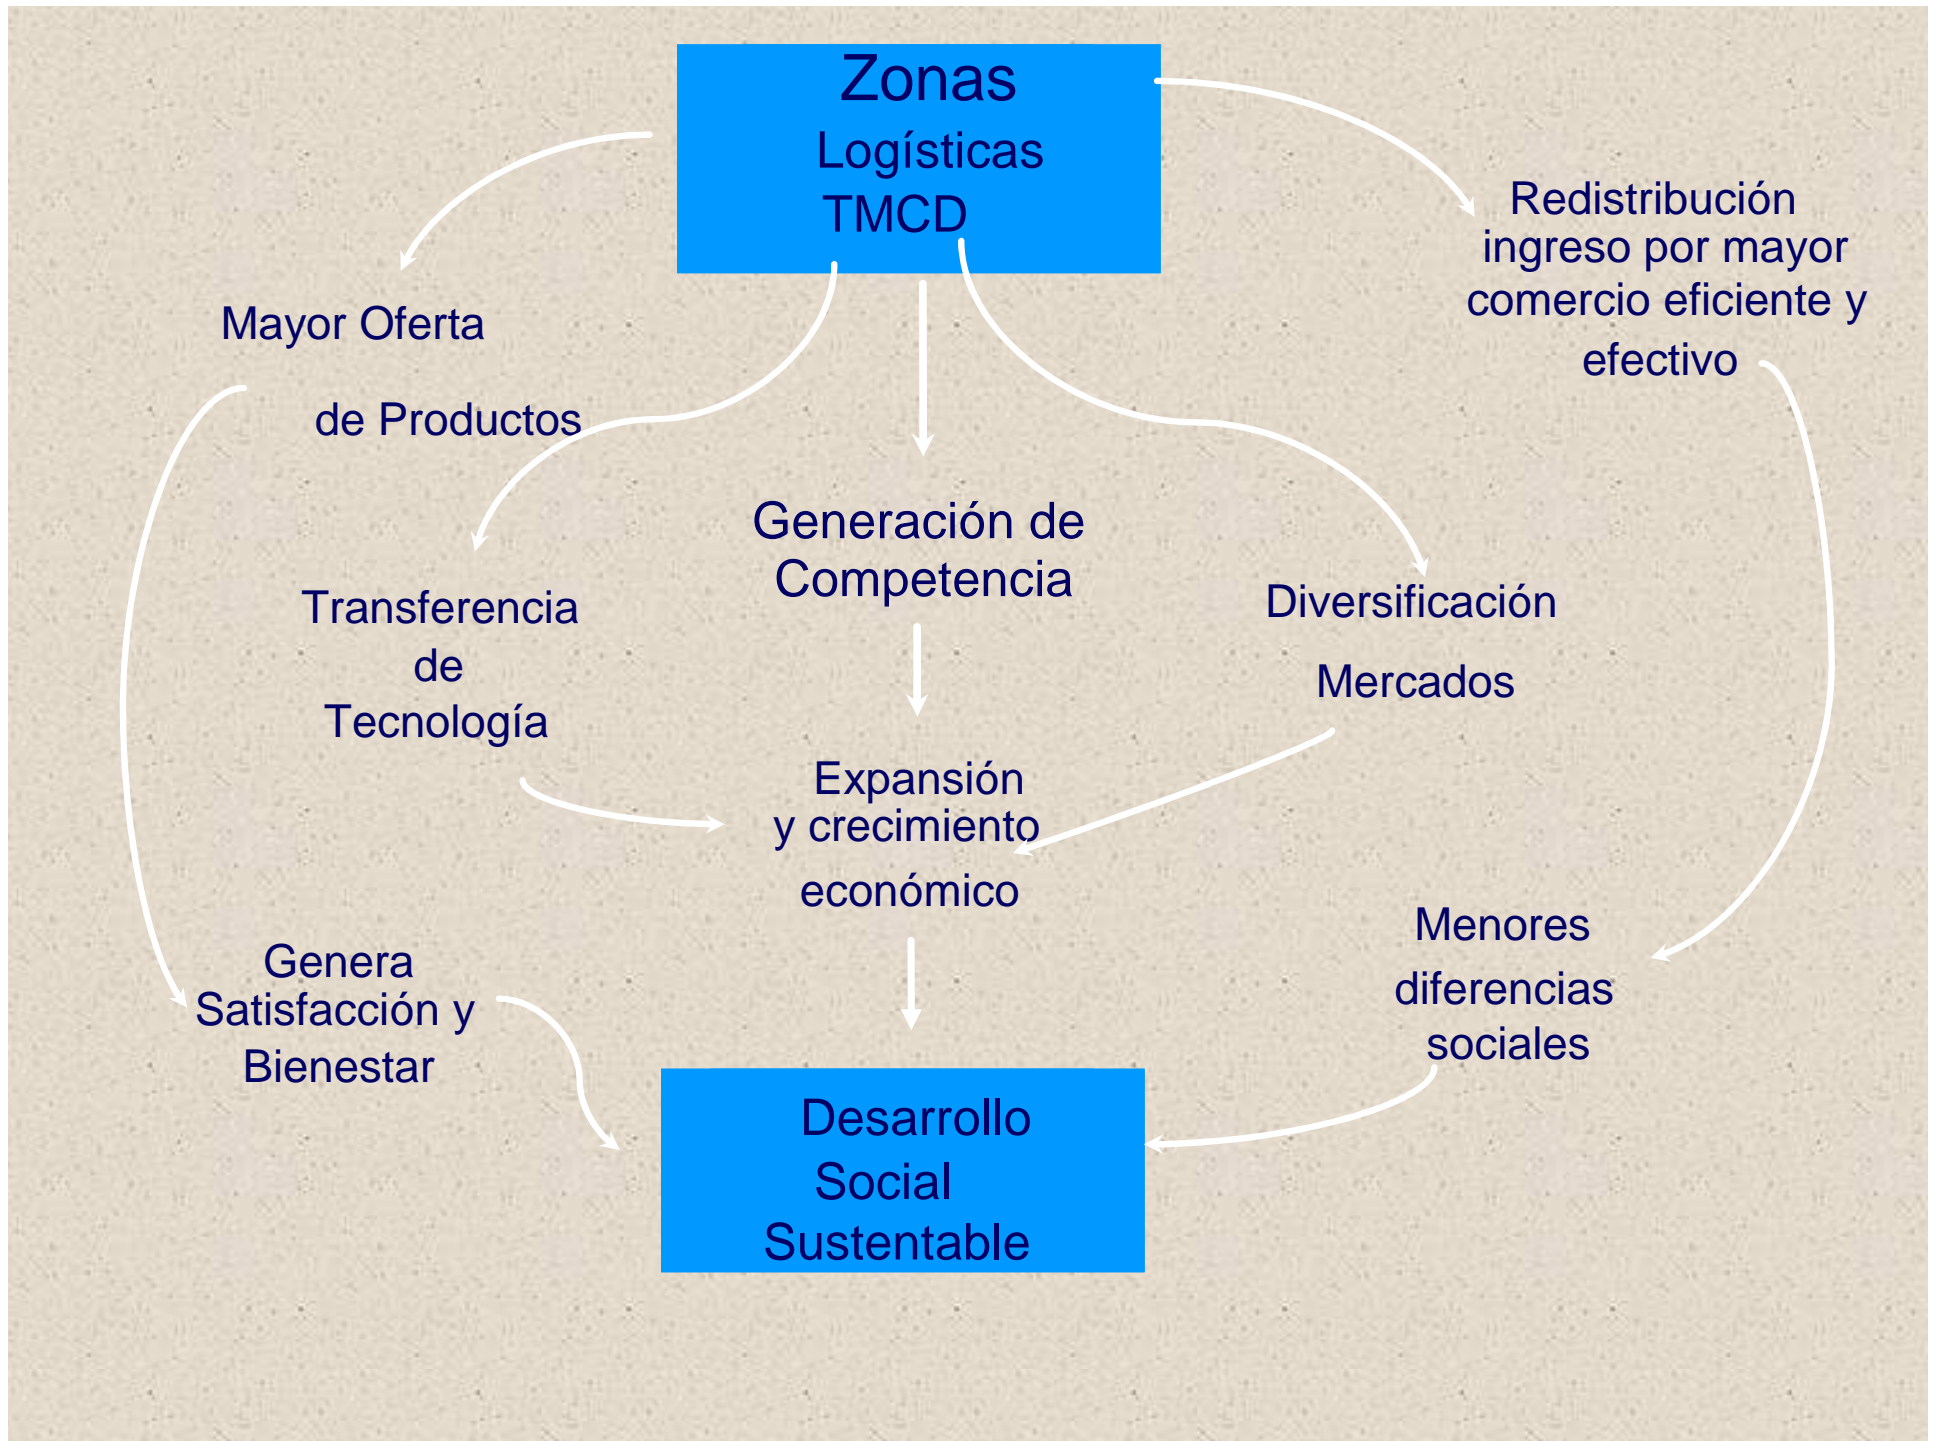 Zonas
Logísticas
TMCD
Redistribución
ingreso por mayor
comercio eficiente y
efectivo
Mayor Oferta
de Productos
Generación de
Competencia
Transferencia
de
Tecnología
Diversificación
Mercados
Expansión
y crecimiento
económico
Genera
Satisfacción y
Bienestar
Menores
diferencias
sociales
Desarrollo
Social
Sustentable